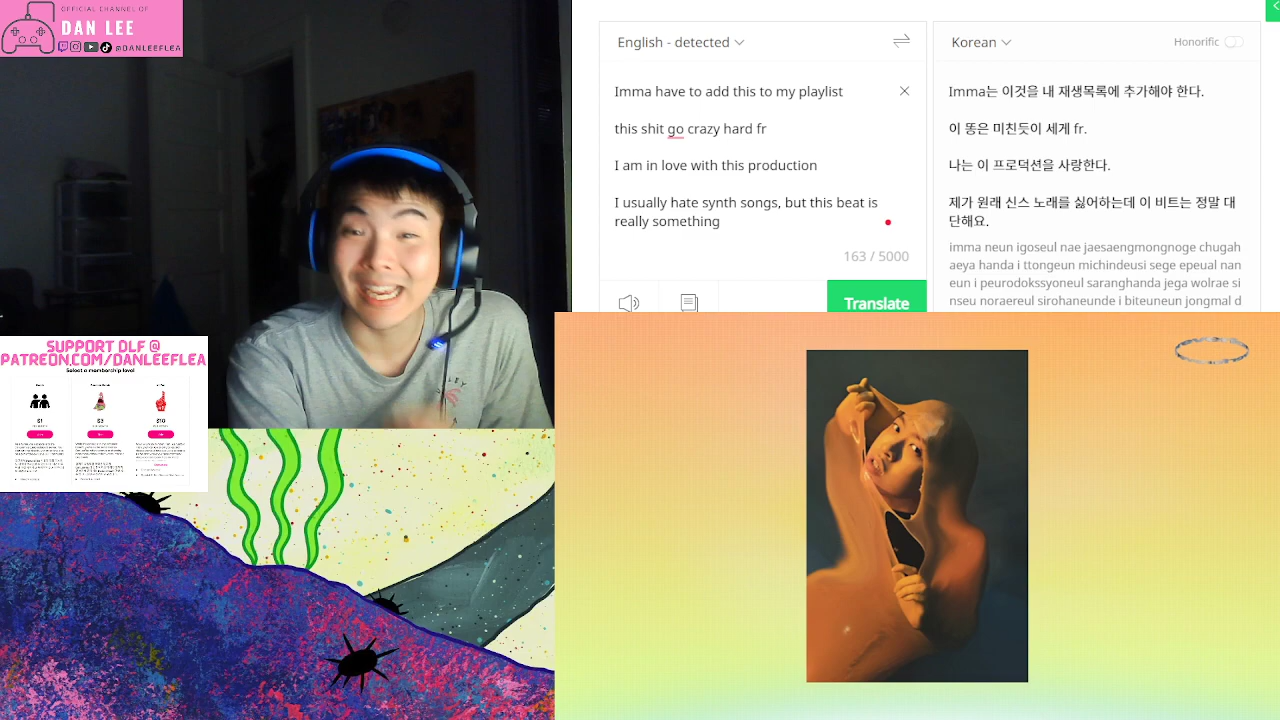 OFFICIAL CHANNEL OF
DAN LEE
@DANLEEFLEA
SUPPORT DLF @
PATREON.COM/DANLEEFLEA
Select a membership level
$1
$3
$10
English - detected
Imma have to add this to my playlist
this shit go crazy hard fr
I am in love with this production
I usually hate synth songs, but this beat is
really something
163 / 5000
Translate
Korean
Honorific
Imma는 이것을 내 재생목록에 추가해야 한다.
이 똥은 미친듯이 세게 fr.
나는 이 프로덕션을 사랑한다.
제가 원래 신스 노래를 싫어하는데 이 비트는 정말 대
단해요.
imma neun igoseul nae jaesaengmongnoge chugah
aeya handa i ttongeun michindeusi sege epeual nan
eun i peurodokssyoneul saranghanda jega wolrae si
nseu noraereul sirohaneunde i biteuneun jongmal d